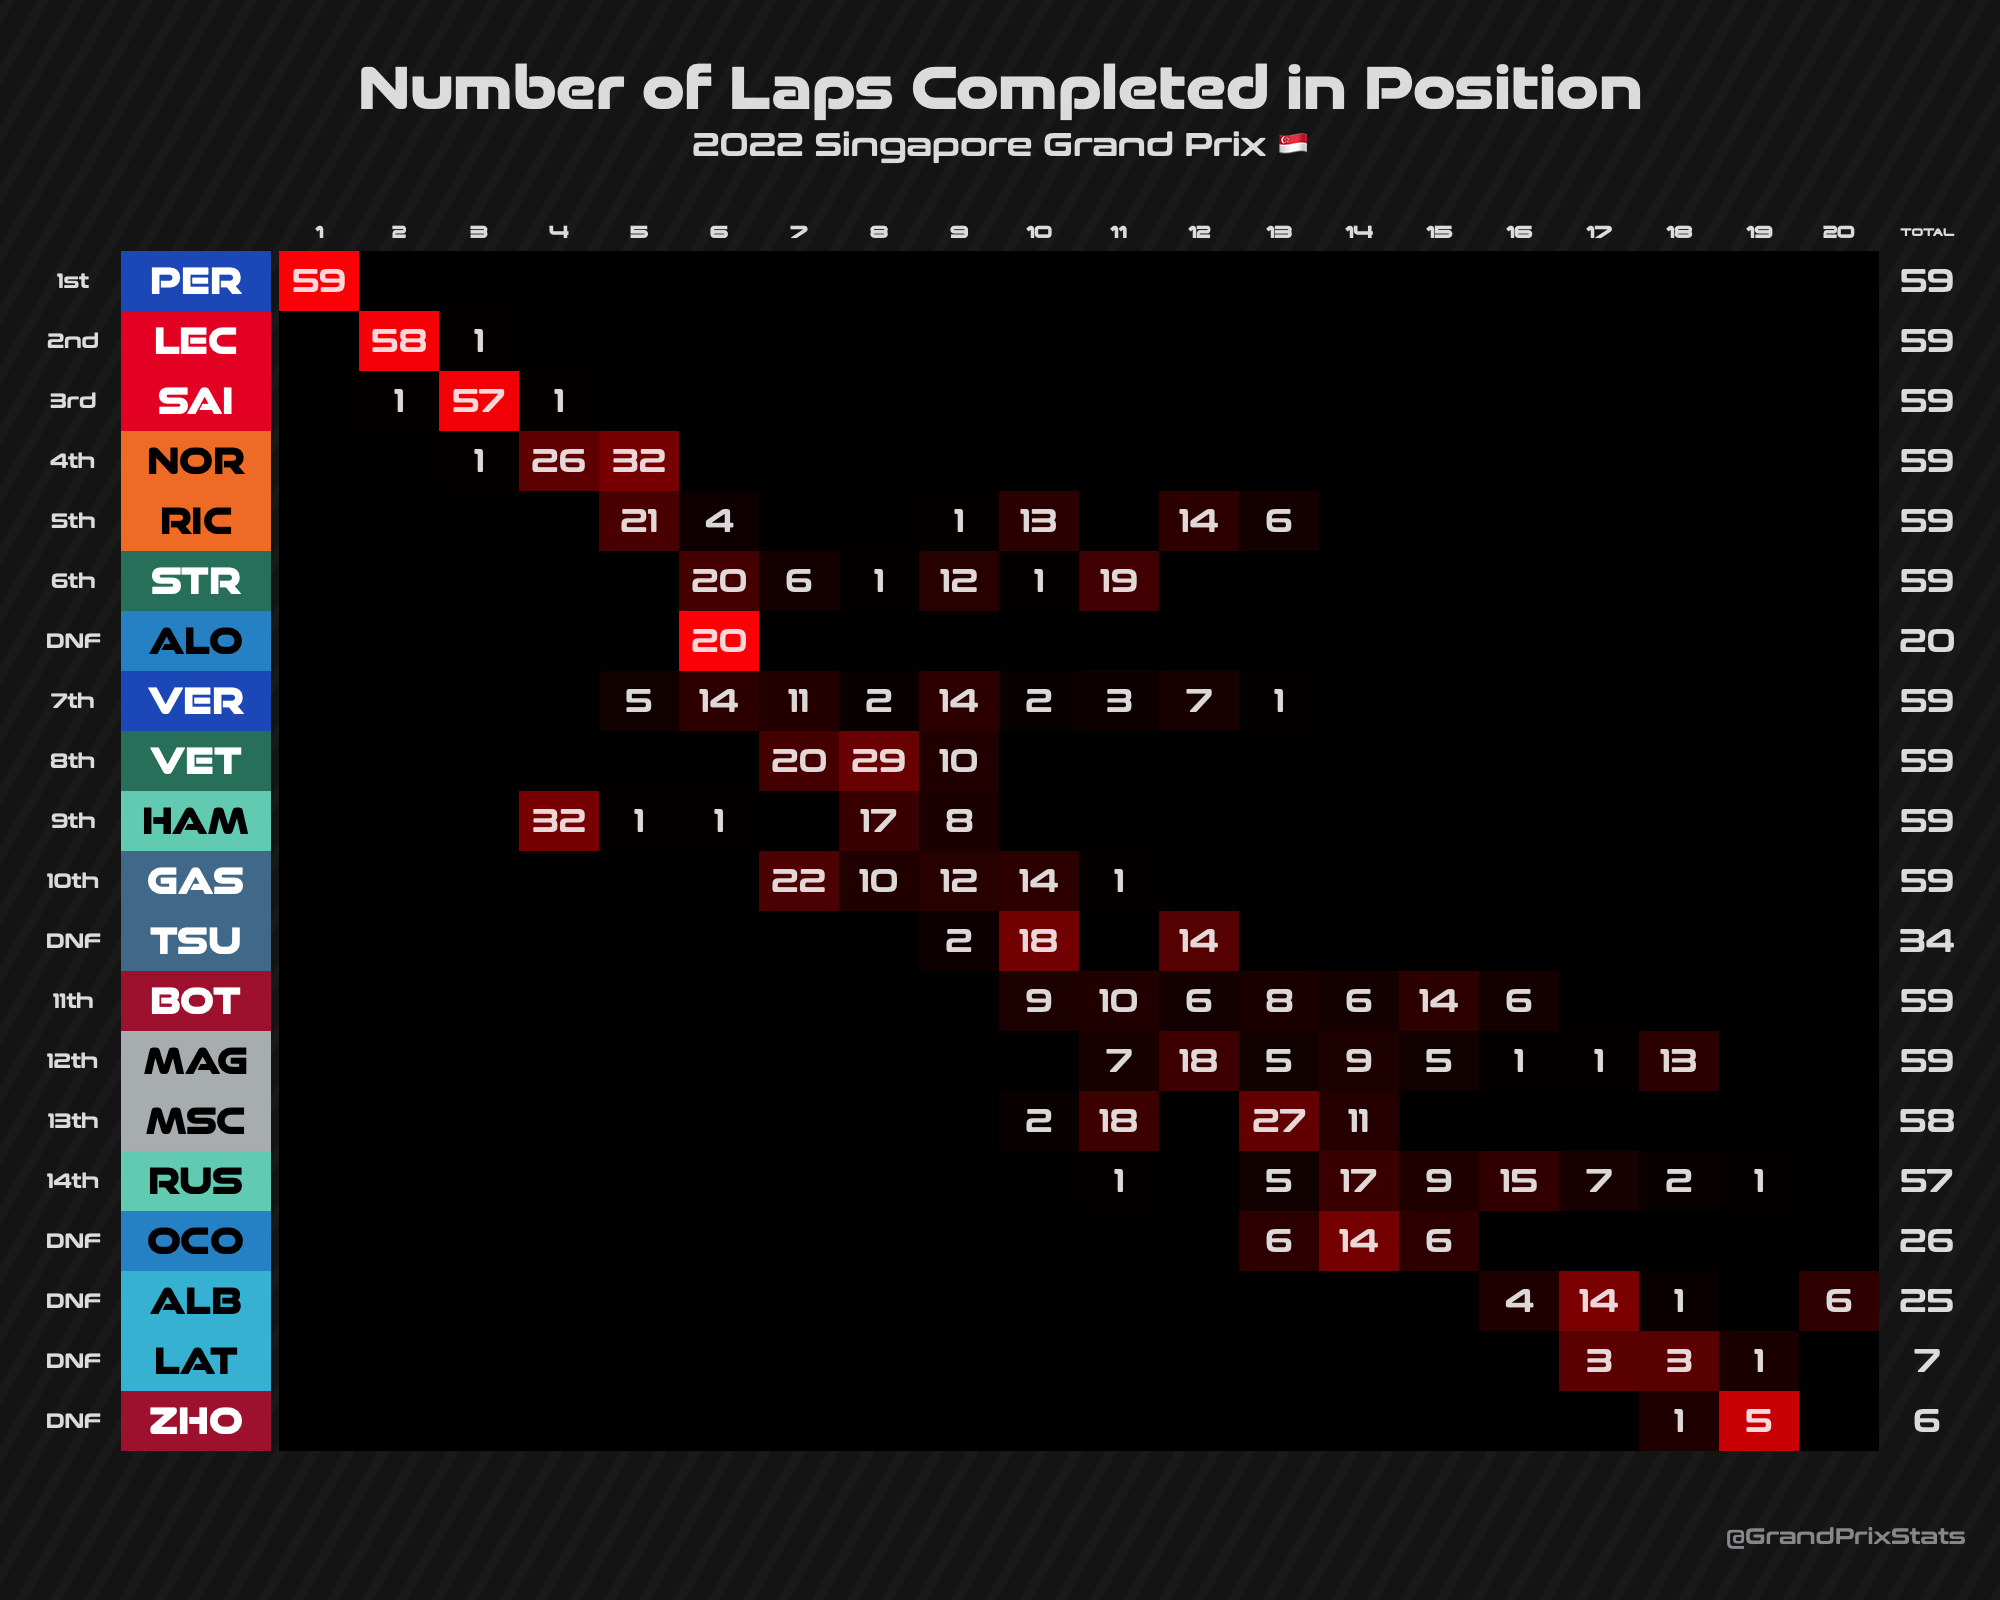 Number of Laps Completed in Position
2022 Singapore Grand Prix 🇸🇬
1 2 3 4 5 6 7 8 9 10 11 12 13 14 15 16 17 18 19 20 TOTAL
1st PER 59 59
2nd LEC 58 1 59
3rd SAI 1 57 1 59
4th NOR 1 26 32 59
5th RIC 21 4 1 13 14 6 59
6th STR 20 6 1 12 1 19 59
DNF ALO 20 20
7th VER 5 14 11 2 14 2 3 7 1 59
8th VET 20 29 10 59
9th HAM 32 1 1 17 8 59
10th GAS 22 10 12 14 1 59
DNF TSU 2 18 14 34
11th BOT 9 10 6 8 6 14 6 59
12th MAG 7 18 5 9 5 1 1 13 59
13th MSC 2 18 27 11 58
14th RUS 1 5 17 9 15 7 2 1 57
DNF OCO 6 14 6 26
DNF ALB 4 14 1 6 25
DNF LAT 3 3 1 7
DNF ZHO 1 5 6
@GrandPrixStats